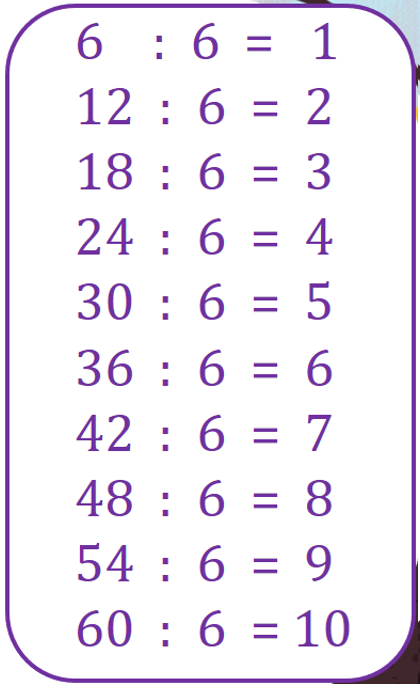 6 : 6 = 1
12 : 6 = 2
18 : 6 = 3
24 : 6 = 4
30 : 6 = 5
36 : 6 = 6
42 : 6 = 7
48 : 6 = 8
54 : 6 = 9
60 : 6 = 10